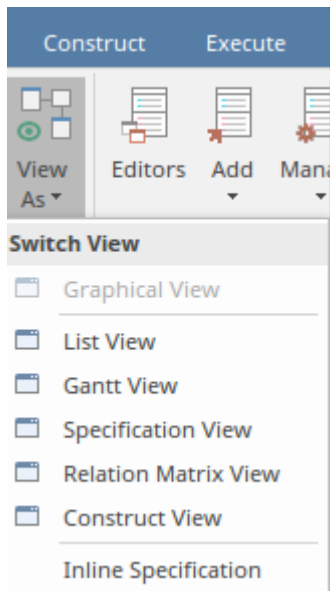 Construct Execute
View As Editors Add
Switch View
Graphical View
List View
Gantt View
Specification View
Relation Matrix View
Construct View
Inline Specification